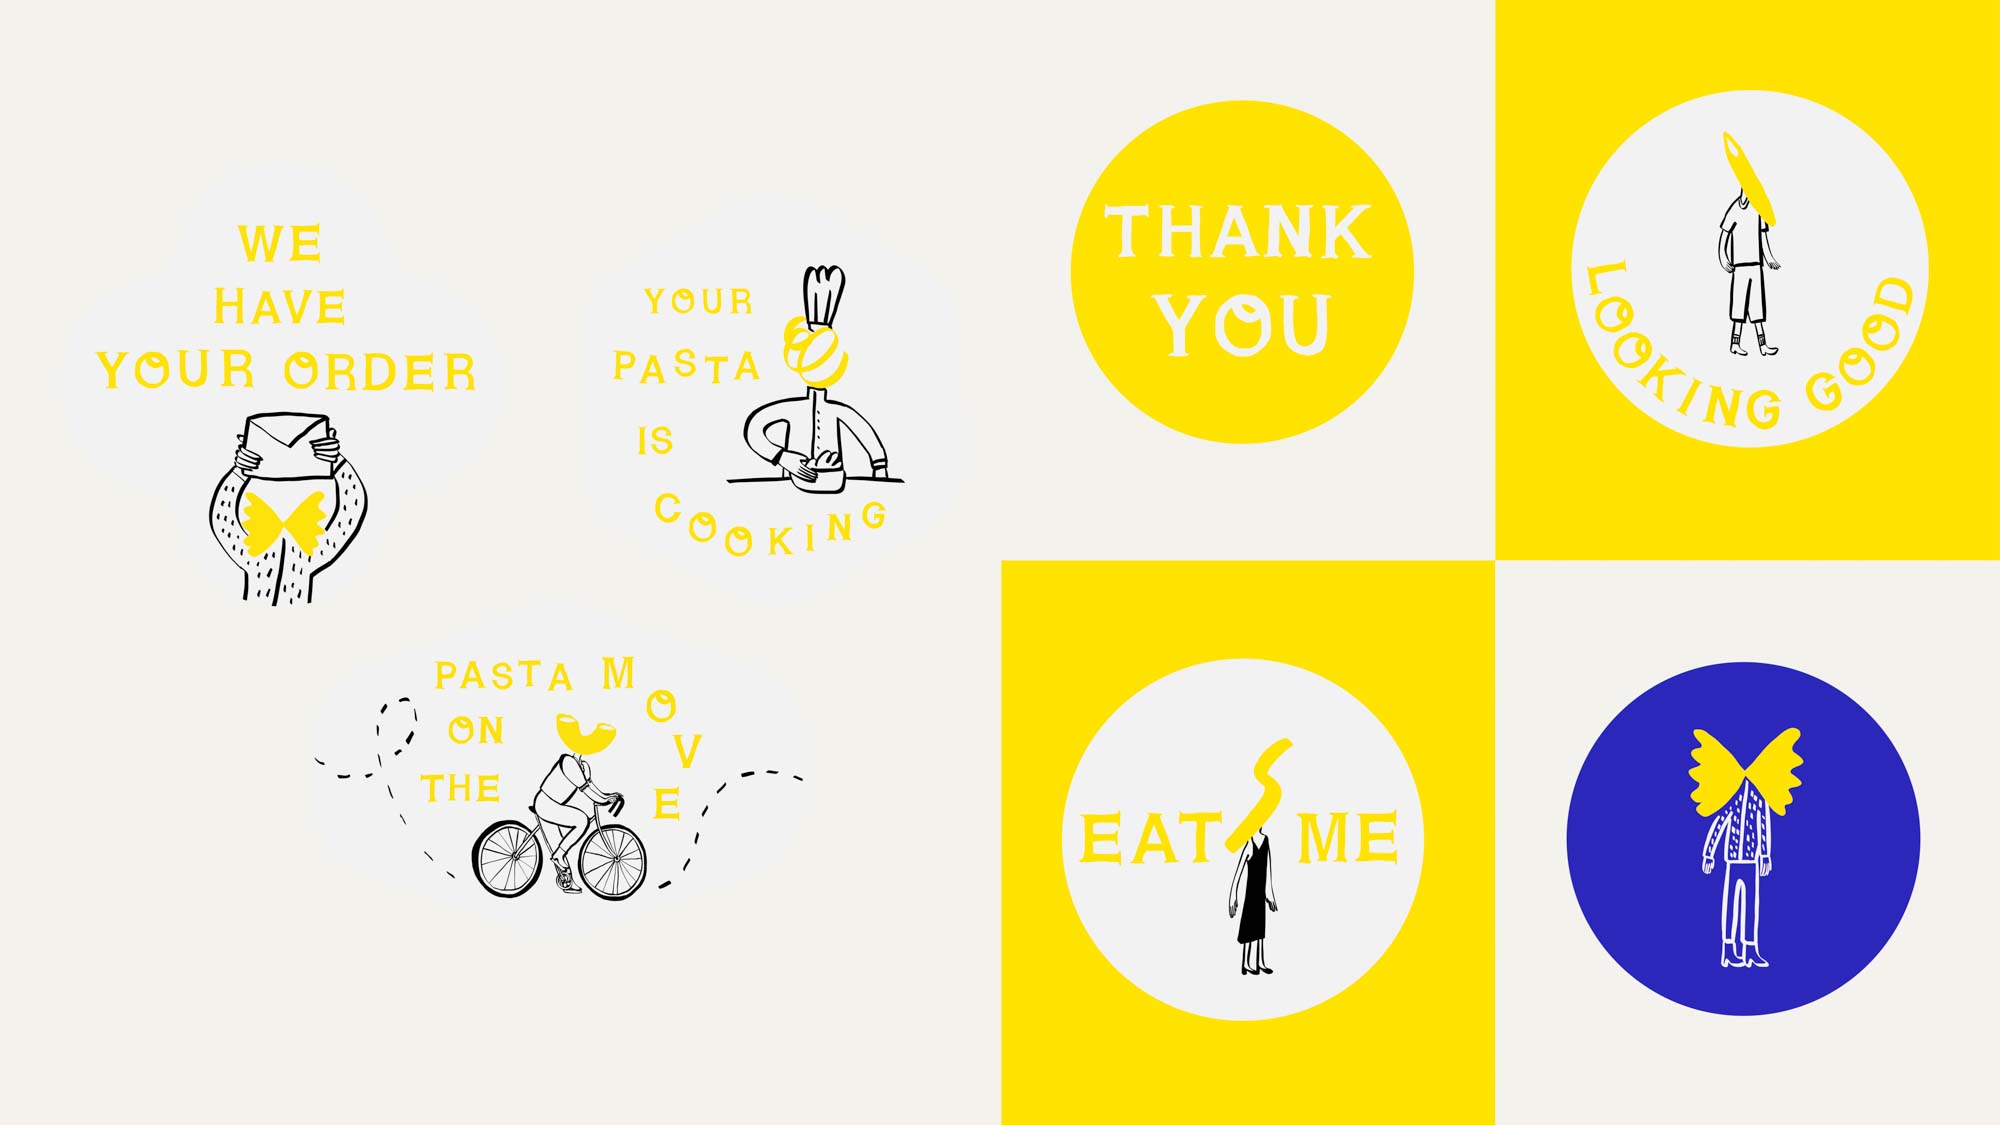 WE
HAVE
YOUR ORDER
YOUR
PASTA
IS
COOKING
PASTA MOVE
ON
THE
THANK
YOU
LOOKING GOOD
EAT ME